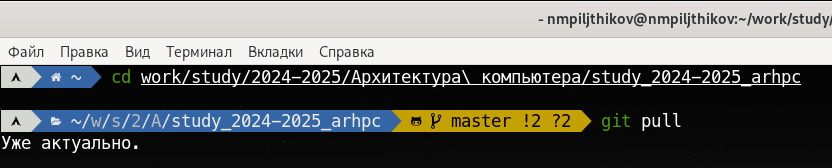 - nmpiljthikov@nmpiljthikov:~/work/study/
Файл Правка Вид Терминал Вкладки Справка
~ cd work/study/2024-2025/Архитектура\ компьютера/study_2024-2025_arhpc
~/w/s/2/А/study_2024-2025_arhpc master !2 ?2 git pull
Уже актуально.